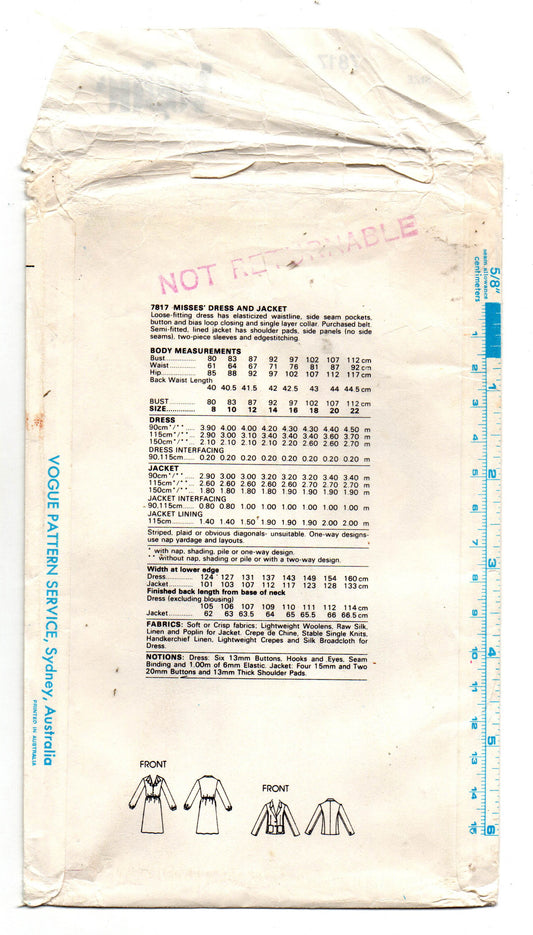 7817
SIZE
NOT RETURNABLE
7817 MISSES' DRESS AND JACKET
Loose-fitting dress has elasticized waistline, side seam pockets,
button and bias loop closing and single layer collar. Purchased belt.
Semi-fitted, lined jacket has shoulder pads, side panels (no side
seams), two-piece sleeves and edgestitching.
BODY MEASUREMENTS
Bust 80 83 87 92 97 102 107 112 cm
Waist 61 64 67 71 76 81 87 92 cm
Hip 85 88 92 97 102 107 112 117 cm
Back Waist Length
40 40.5 41.5 42 42.5 43 44 44.5 cm
BUST 80 83 87 92 97 102 107 112 cm
SIZE 8 10 12 14 16 18 20 22
DRESS
90cm*/** 3.90 4.00 4.00 4.20 4.30 4.30 4.40 4.50 m
115cm*/** 2.90 3.00 3.10 3.40 3.40 3.40 3.60 3.70 m
150cm*/** 2.10 2.10 2.10 2.10 2.20 2.60 2.60 2.70 m
DRESS INTERFACING
90,115cm 0.20 0.20 0.20 0.20 0.20 0.20 0.20 0.20 m
JACKET
90cm*/** 2.90 3.00 3.00 3.20 3.20 3.20 3.40 3.40 m
115cm*/** 2.60 2.60 2.60 2.60 2.70 2.70 2.70 2.70 m
150cm*/** 1.80 1.80 1.80 1.80 1.90 1.90 1.90 1.90 m
JACKET INTERFACING
90,115cm 0.80 0.80 1.00 1.00 1.00 1.00 1.00 1.00 m
JACKET LINING
115cm 1.40 1.40 1.50 1.90 1.90 1.90 2.00 2.00 m
Striped, plaid or obvious diagonals- unsuitable. One-way designs-
use nap yardage and layouts.
* with nap, shading, pile or one-way design.
** without nap, shading or pile or with a two-way design.
Width at lower edge
Dress 124 127 131 137 143 149 154 160 cm
Jacket 101 103 107 112 117 123 128 133 cm
Finished back length from base of neck
Dress (excluding blousing)
105 106 107 109 110 111 112 114 cm
Jacket 62 63 63.5 64 65 65.5 66 66.5 cm
FABRICS: Soft or Crisp fabrics; Lightweight Woolens, Raw Silk,
Linen and Poplin for Jacket. Crepe de Chine, Stable Single Knits,
Handkerchief Linen, Lightweight Crepes and Silk Broadcloth for
Dress.
NOTIONS: Dress: Six 13mm Buttons, Hooks and Eyes, Seam
Binding and 1.00m of 6mm Elastic. Jacket: Four 15mm and Two
20mm Buttons and 13mm Thick Shoulder Pads.
FRONT
FRONT
VOGUE PATTERN SERVICE, Sydney, Australia
PRINTED IN AUSTRALIA
5/8"
seam allowance
centimeters
1
2
3
4
5
6
7
8
9
10
11
12
13
14
15
1
2
3
4
5
6